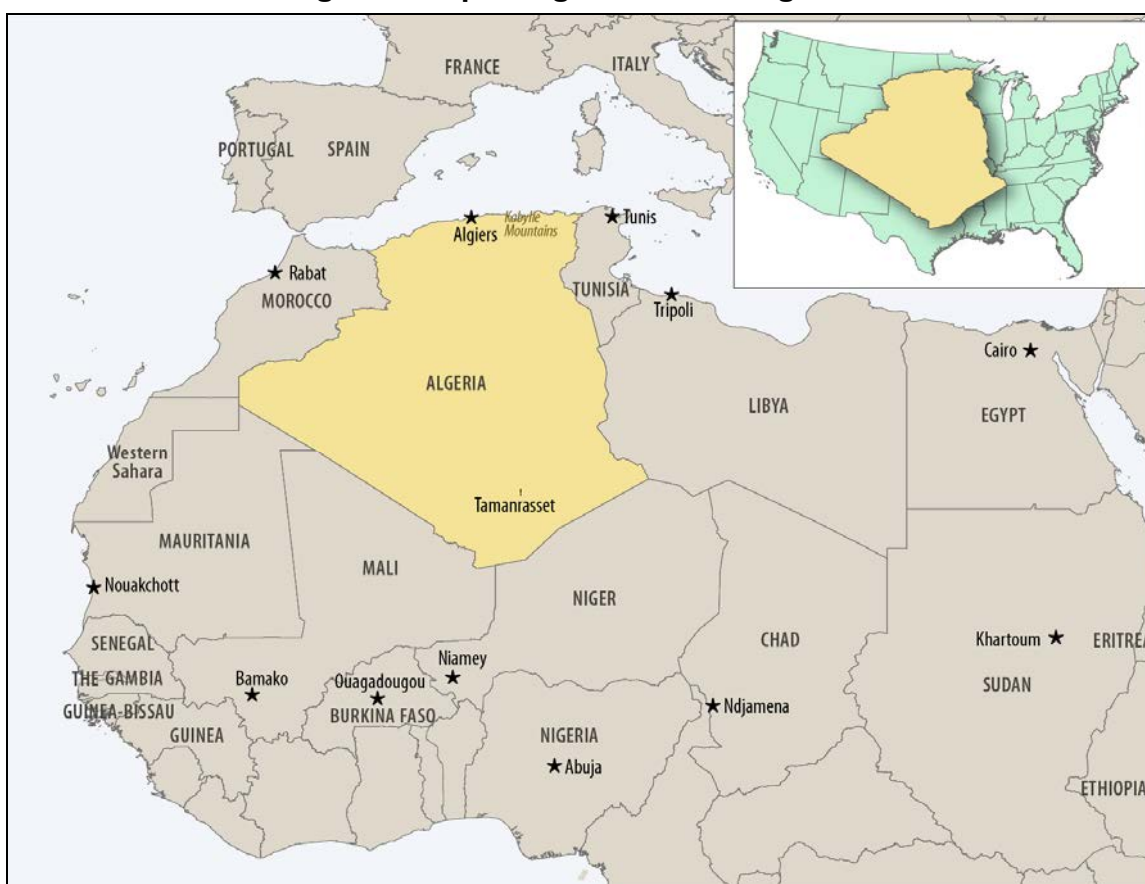 FRANCE
ITALY
PORTUGAL
SPAIN
Algiers
Kabylie
Mountains
Tunis
Rabat
MOROCCO
TUNISIA
Tripoli
Cairo
ALGERIA
LIBYA
EGYPT
Western
Sahara
Tamanrasset
MAURITANIA
MALI
Nouakchott
NIGER
CHAD
SENEGAL
Khartoum
ERITREA
THE GAMBIA
Bamako
Ouagadougou
Niamey
SUDAN
GUINEA-BISSAU
BURKINA FASO
Ndjamena
GUINEA
NIGERIA
Abuja
ETHIOPIA